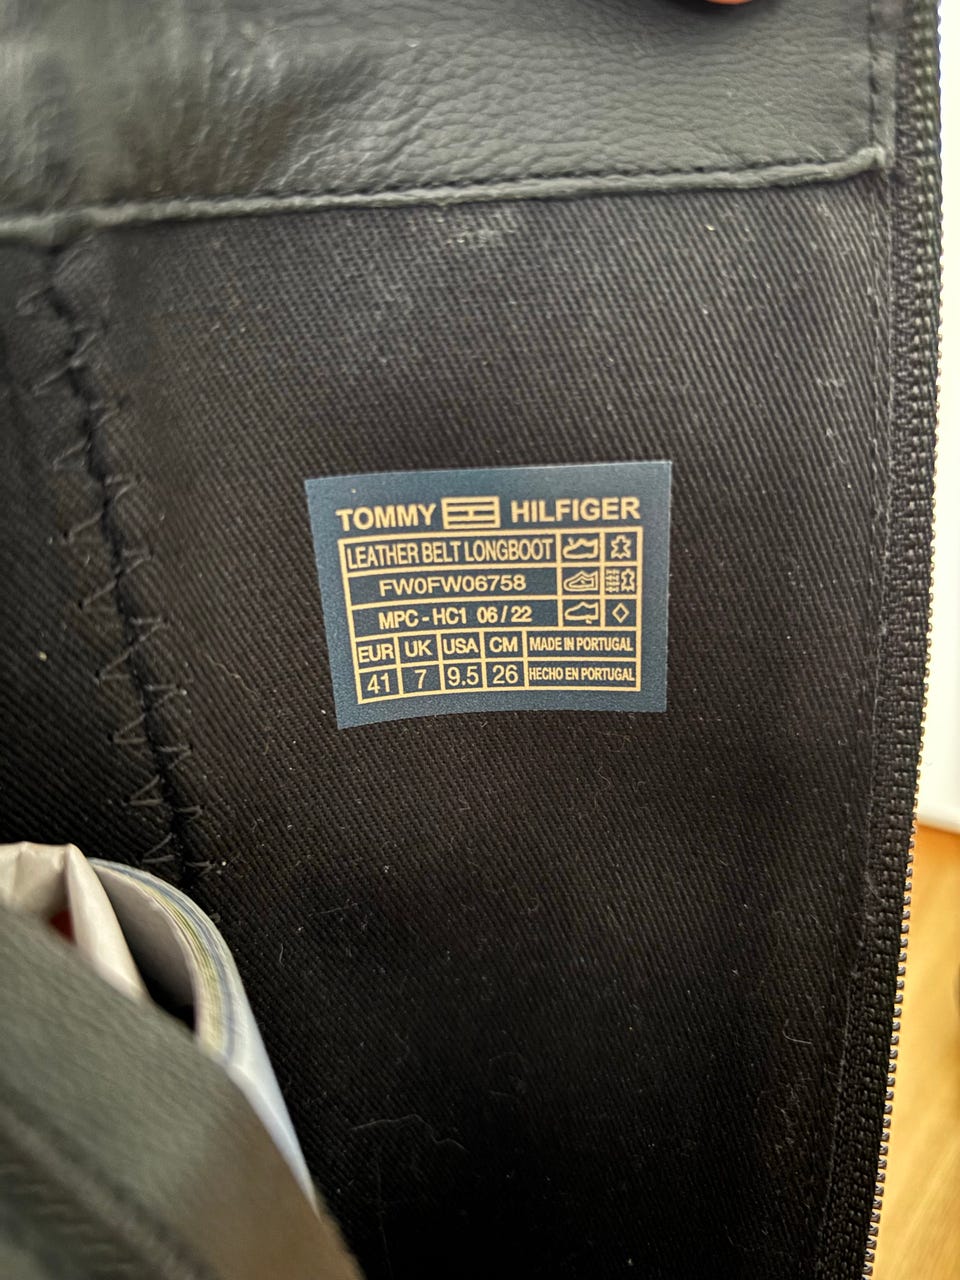 TOMMY HILFIGER
LEATHER BELT LONGBOOT
FW0FW06758
MPC-HC1 06/22
EUR UK USA CM MADE IN PORTUGAL
41 7 9.5 26 HECHO EN PORTUGAL